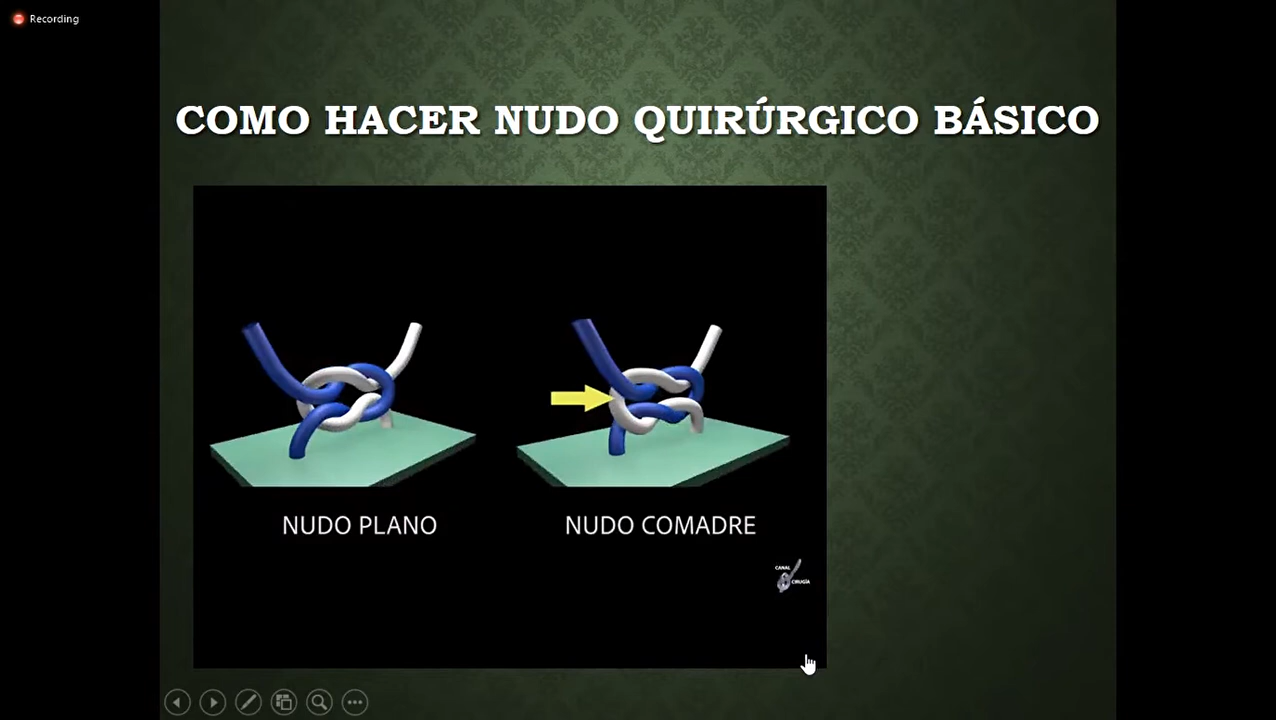 Recording
COMO HACER NUDO QUIRÚRGICO BÁSICO
NUDO PLANO
NUDO COMADRE
CANAL
CIRUGÍA